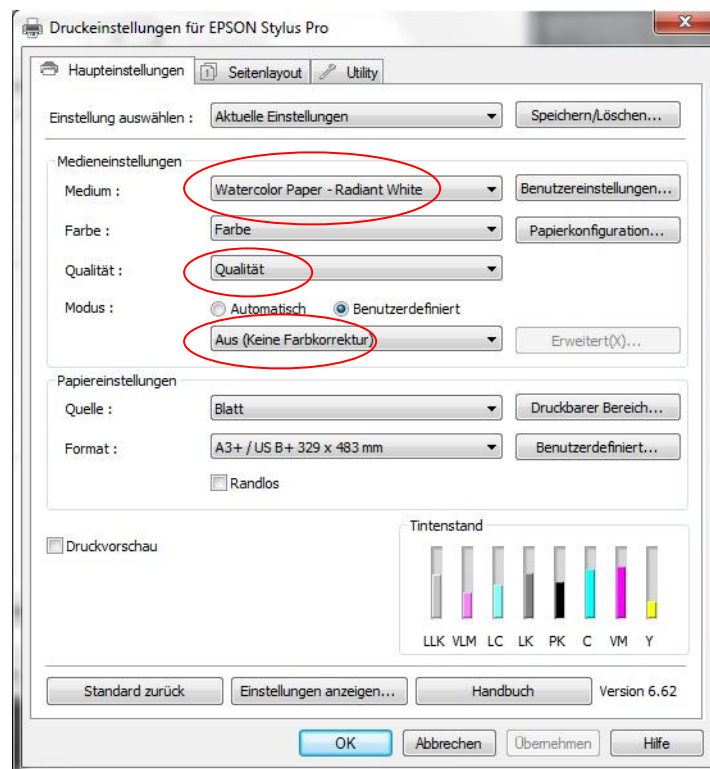 Druckeinstellungen für EPSON Stylus Pro
Haupteinstellungen 1 Seitenlayout Utility
Einstellung auswählen : Aktuelle Einstellungen Speichern/Löschen...
Medieneinstellungen
Medium : Watercolor Paper - Radiant White Benutzereinstellungen...
Farbe : Farbe Papierkonfiguration...
Qualität : Qualität
Modus : Automatisch Benutzerdefiniert
Aus (Keine Farbkorrektur) Erweitert(X)...
Papiereinstellungen
Quelle : Blatt Druckbarer Bereich...
Format : A3+ / US B+ 329 x 483 mm Benutzerdefiniert...
Randlos
Druckvorschau
Tintenstand
LLK VLM LC LK PK C VM Y
Standard zurück Einstellungen anzeigen... Handbuch Version 6.62
OK Abbrechen Übernehmen Hilfe